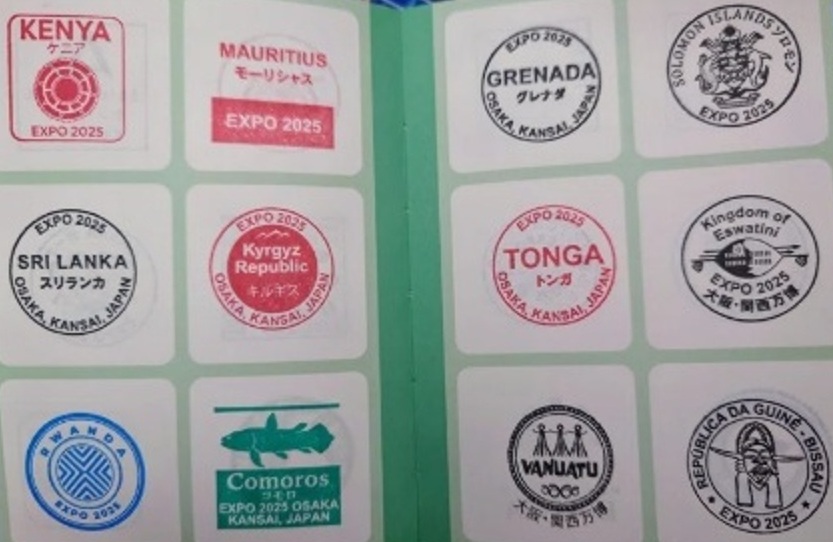 KENYA
ケニア
EXPO 2025
MAURITIUS
モーリシャス
EXPO 2025
EXPO 2025
SRI LANKA
スリランカ
OSAKA, KANSAI, JAPAN
EXPO 2025
Kyrgyz
Republic
キルギス
OSAKA, KANSAI, JAPAN
RWANDA
EXPO 2025
Comoros
コモロ
EXPO 2025 OSAKA
KANSAI, JAPAN
EXPO 2025
GRENADA
グレナダ
OSAKA, KANSAI, JAPAN
SOLOMON ISLANDS ソロモン
EXPO 2025
EXPO 2025
TONGA
トンガ
OSAKA, KANSAI, JAPAN
Kingdom of
Eswatini
EXPO 2025
大阪・関西万博
VANUATU
大阪・関西万博
REPÚBLICA DA GUINÉ-BISSAU
EXPO 2025